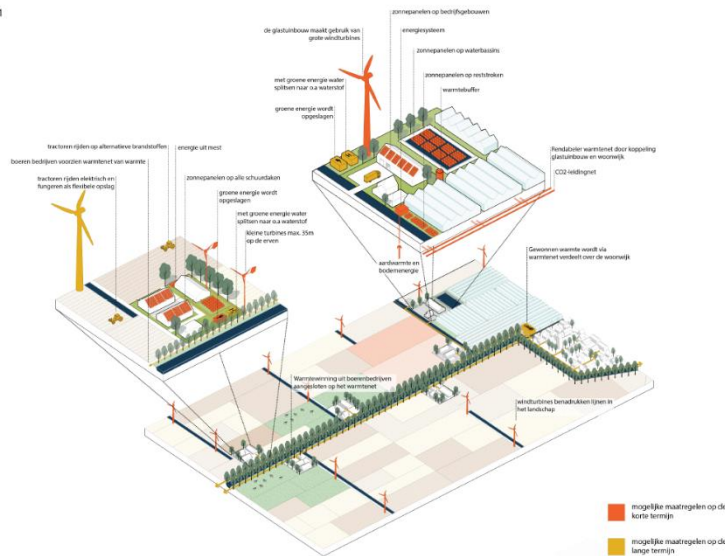 zonnepanelen op bedrijfsgebouwen
de glastuinbouw maakt gebruik van
grote windturbines
energiesysteem
zonnepanelen op waterbassins
met groene energie water
splitsen naar o.a waterstof
zonnepanelen op reststroken
groene energie wordt
opgeslagen
warmtebuffer
tractoren rijden op alternatieve brandstoffen
energie uit mest
boeren bedrijven voorzien warmtenet van warmte
Rendabeler warmtenet door koppeling
glastuinbouw en woonwijk
tractoren rijden elektrisch en
fungeren als flexibele opslag
zonnepanelen op alle schuurdaken
CO2-leidingnet
groene energie wordt
opgeslagen
met groene energie water
splitsen naar o.a waterstof
kleine turbines max. 35m
op de erven
aardwarmte en
bodemenergie
Gewonnen warmte wordt via
warmtenet verdeelt over de woonwijk
Warmtewinning uit boerenbedrijven
aangesloten op het warmtenet
windturbines benadrukken lijnen in
het landschap
mogelijke maatregelen op de
korte termijn
mogelijke maatregelen op de
lange termijn